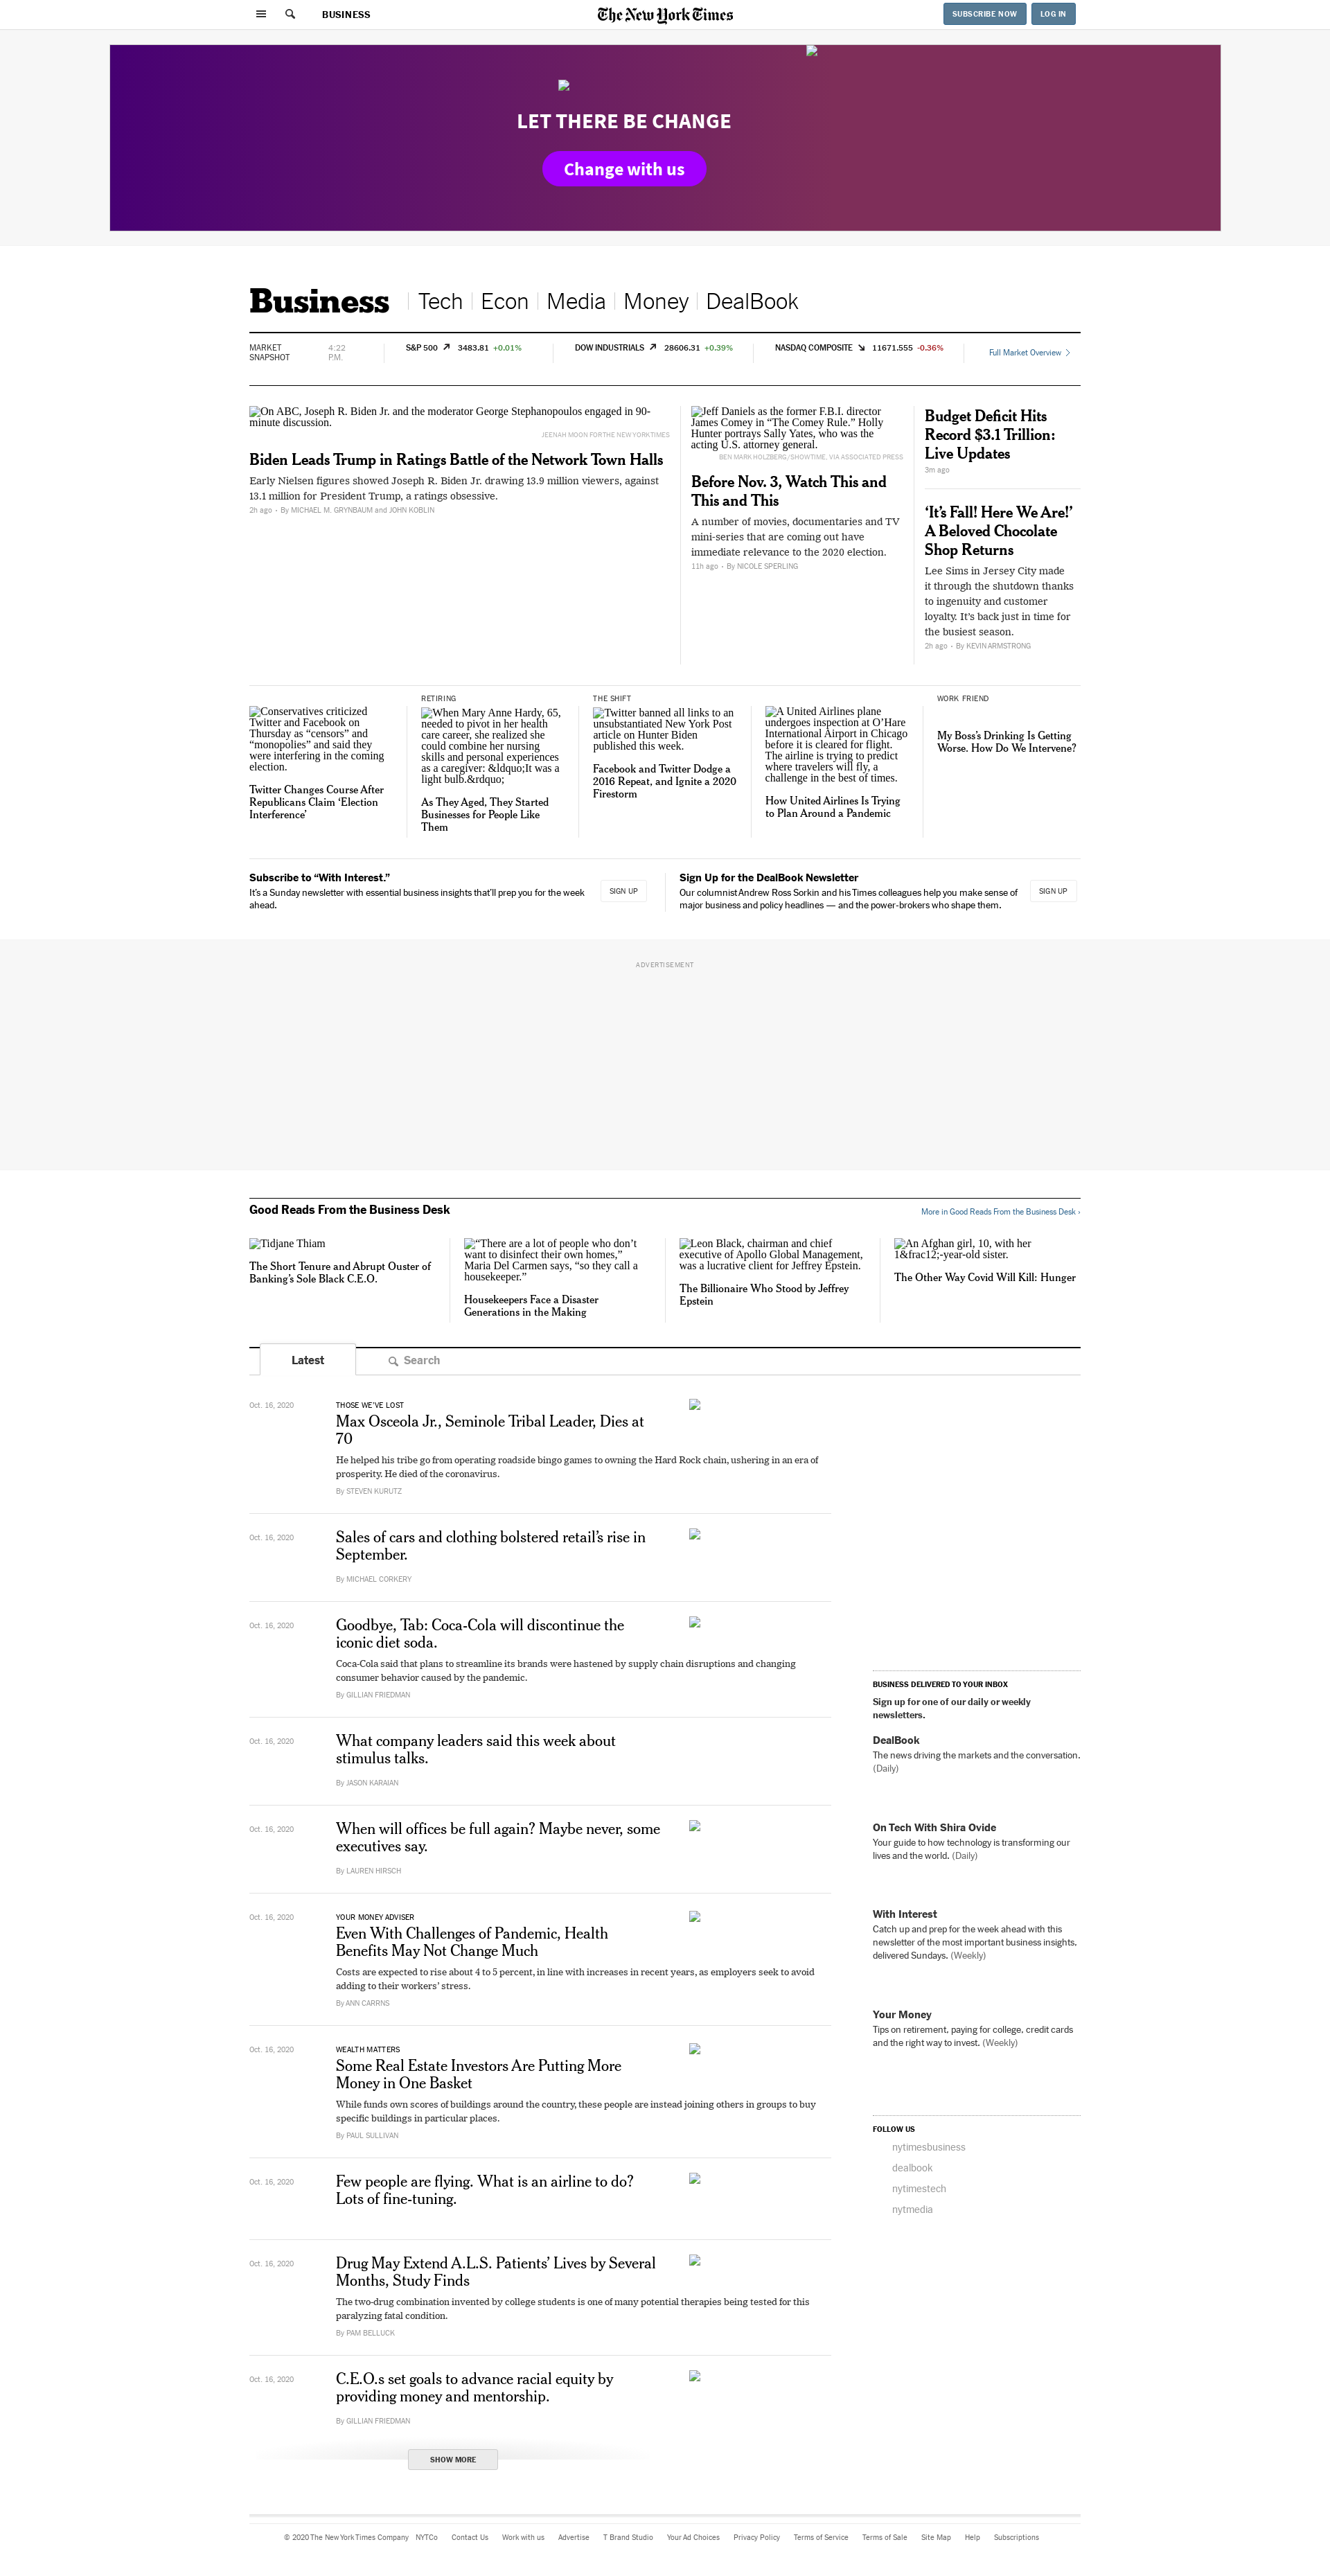 BUSINESS
The New York Times
SUBSCRIBE NOW
LOG IN
LET THERE BE CHANGE
Change with us
Business
Tech
Econ
Media
Money
DealBook
MARKET
SNAPSHOT
4:22
P.M.
S&P 500 3483.81 +0.01%
DOW INDUSTRIALS 28606.31 +0.39%
NASDAQ COMPOSITE 11671.555 -0.36%
Full Market Overview
On ABC, Joseph R. Biden Jr. and the moderator George Stephanopoulos engaged in 90-
minute discussion.
JEENAH MOON FOR THE NEW YORK TIMES
Biden Leads Trump in Ratings Battle of the Network Town Halls
Early Nielsen figures showed Joseph R. Biden Jr. drawing 13.9 million viewers, against
13.1 million for President Trump, a ratings obsessive.
2h ago • By MICHAEL M. GRYNBAUM and JOHN KOBLIN
Jeff Daniels as the former F.B.I. director
James Comey in “The Comey Rule.” Holly
Hunter portrays Sally Yates, who was the
acting U.S. attorney general.
BEN MARK HOLZBERG/SHOWTIME, VIA ASSOCIATED PRESS
Before Nov. 3, Watch This and
This and This
A number of movies, documentaries and TV
mini-series that are coming out have
immediate relevance to the 2020 election.
11h ago • By NICOLE SPERLING
Budget Deficit Hits
Record $3.1 Trillion:
Live Updates
3m ago
‘It’s Fall! Here We Are!’
A Beloved Chocolate
Shop Returns
Lee Sims in Jersey City made
it through the shutdown thanks
to ingenuity and customer
loyalty. It’s back just in time for
the busiest season.
2h ago • By KEVIN ARMSTRONG
Conservatives criticized
Twitter and Facebook on
Thursday as “censors” and
“monopolies” and said they
were interfering in the coming
election.
Twitter Changes Course After
Republicans Claim ‘Election
Interference’
RETIRING
When Mary Anne Hardy, 65,
needed to pivot in her health
care career, she realized she
could combine her nursing
skills and personal experiences
as a caregiver: &ldquo;It was a
light bulb.&rdquo;
As They Aged, They Started
Businesses for People Like
Them
THE SHIFT
Twitter banned all links to an
unsubstantiated New York Post
article on Hunter Biden
published this week.
Facebook and Twitter Dodge a
2016 Repeat, and Ignite a 2020
Firestorm
A United Airlines plane
undergoes inspection at O’Hare
International Airport in Chicago
before it is cleared for flight.
The airline is trying to predict
where travelers will fly, a
challenge in the best of times.
How United Airlines Is Trying
to Plan Around a Pandemic
WORK FRIEND
My Boss’s Drinking Is Getting
Worse. How Do We Intervene?
Subscribe to “With Interest.”
It’s a Sunday newsletter with essential business insights that’ll prep you for the week
ahead.
SIGN UP
Sign Up for the DealBook Newsletter
Our columnist Andrew Ross Sorkin and his Times colleagues help you make sense of
major business and policy headlines — and the power-brokers who shape them.
SIGN UP
ADVERTISEMENT
Good Reads From the Business Desk
More in Good Reads From the Business Desk ›
Tidjane Thiam
The Short Tenure and Abrupt Ouster of
Banking’s Sole Black C.E.O.
“There are a lot of people who don’t
want to disinfect their own homes,”
Maria Del Carmen says, “so they call a
housekeeper.”
Housekeepers Face a Disaster
Generations in the Making
Leon Black, chairman and chief
executive of Apollo Global Management,
was a lucrative client for Jeffrey Epstein.
The Billionaire Who Stood by Jeffrey
Epstein
An Afghan girl, 10, with her
1&frac12;-year-old sister.
The Other Way Covid Will Kill: Hunger
Latest
Search
Oct. 16, 2020
THOSE WE’VE LOST
Max Osceola Jr., Seminole Tribal Leader, Dies at
70
He helped his tribe go from operating roadside bingo games to owning the Hard Rock chain, ushering in an era of
prosperity. He died of the coronavirus.
By STEVEN KURUTZ
Oct. 16, 2020
Sales of cars and clothing bolstered retail’s rise in
September.
By MICHAEL CORKERY
Oct. 16, 2020
Goodbye, Tab: Coca-Cola will discontinue the
iconic diet soda.
Coca-Cola said that plans to streamline its brands were hastened by supply chain disruptions and changing
consumer behavior caused by the pandemic.
By GILLIAN FRIEDMAN
Oct. 16, 2020
What company leaders said this week about
stimulus talks.
By JASON KARAIAN
Oct. 16, 2020
When will offices be full again? Maybe never, some
executives say.
By LAUREN HIRSCH
Oct. 16, 2020
YOUR MONEY ADVISER
Even With Challenges of Pandemic, Health
Benefits May Not Change Much
Costs are expected to rise about 4 to 5 percent, in line with increases in recent years, as employers seek to avoid
adding to their workers’ stress.
By ANN CARRNS
Oct. 16, 2020
WEALTH MATTERS
Some Real Estate Investors Are Putting More
Money in One Basket
While funds own scores of buildings around the country, these people are instead joining others in groups to buy
specific buildings in particular places.
By PAUL SULLIVAN
Oct. 16, 2020
Few people are flying. What is an airline to do?
Lots of fine-tuning.
Oct. 16, 2020
Drug May Extend A.L.S. Patients’ Lives by Several
Months, Study Finds
The two-drug combination invented by college students is one of many potential therapies being tested for this
paralyzing fatal condition.
By PAM BELLUCK
Oct. 16, 2020
C.E.O.s set goals to advance racial equity by
providing money and mentorship.
By GILLIAN FRIEDMAN
SHOW MORE
BUSINESS DELIVERED TO YOUR INBOX
Sign up for one of our daily or weekly
newsletters.
DealBook
The news driving the markets and the conversation.
(Daily)
On Tech With Shira Ovide
Your guide to how technology is transforming our
lives and the world. (Daily)
With Interest
Catch up and prep for the week ahead with this
newsletter of the most important business insights,
delivered Sundays. (Weekly)
Your Money
Tips on retirement, paying for college, credit cards
and the right way to invest. (Weekly)
FOLLOW US
nytimesbusiness
dealbook
nytimestech
nytmedia
© 2020 The New York Times Company NYTCo Contact Us Work with us Advertise T Brand Studio Your Ad Choices Privacy Policy Terms of Service Terms of Sale Site Map Help Subscriptions